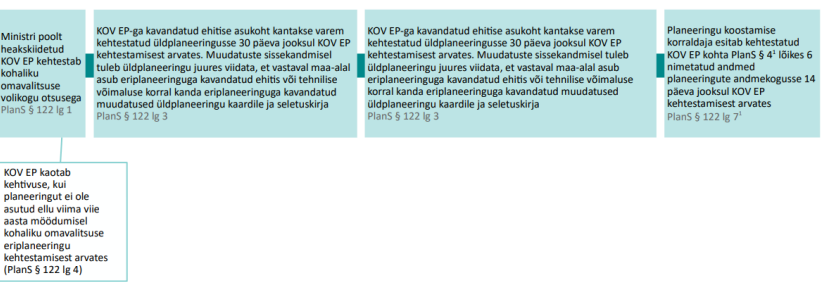 Ministri poolt
heakskiidetud
KOV EP kehtestab
kohaliku
omavalitsuse
volikogu otsusega
PlanS § 122 lg 1
KOV EP-ga kavandatud ehitise asukoht kantakse varem
kehtestatud üldplaneeringusse 30 päeva jooksul KOV EP
kehtestamisest arvates. Muudatuste sissekandmisel
tuleb üldplaneeringu juures viidata, et vastaval maa-alal
asub eriplaneeringuga kavandatud ehitis või tehnilise
võimaluse korral kanda eriplaneeringuga kavandatud
muudatused üldplaneeringu kaardile ja seletuskirja
PlanS § 122 lg 3
KOV EP-ga kavandatud ehitise asukoht kantakse varem
kehtestatud üldplaneeringusse 30 päeva jooksul KOV EP
kehtestamisest arvates. Muudatuste sissekandmisel tuleb
üldplaneeringu juures viidata, et vastaval maa-alal asub
eriplaneeringuga kavandatud ehitis või tehnilise võimaluse
korral kanda eriplaneeringuga kavandatud muudatused
üldplaneeringu kaardile ja seletuskirja
PlanS § 122 lg 3
Planeeringu koostamise
korraldaja esitab kehtestatud
KOV EP kohta PlanS § 4¹ lõikes 6
nimetatud andmed
planeeringute andmekogusse 14
päeva jooksul KOV EP
kehtestamisest arvates
PlanS § 122 lg 7¹
KOV EP kaotab
kehtivuse, kui
planeeringut ei ole
asutud ellu viima viie
aasta möödumisel
kohaliku omavalitsuse
eriplaneeringu
kehtestamisest arvates
(PlanS § 122 lg 4)